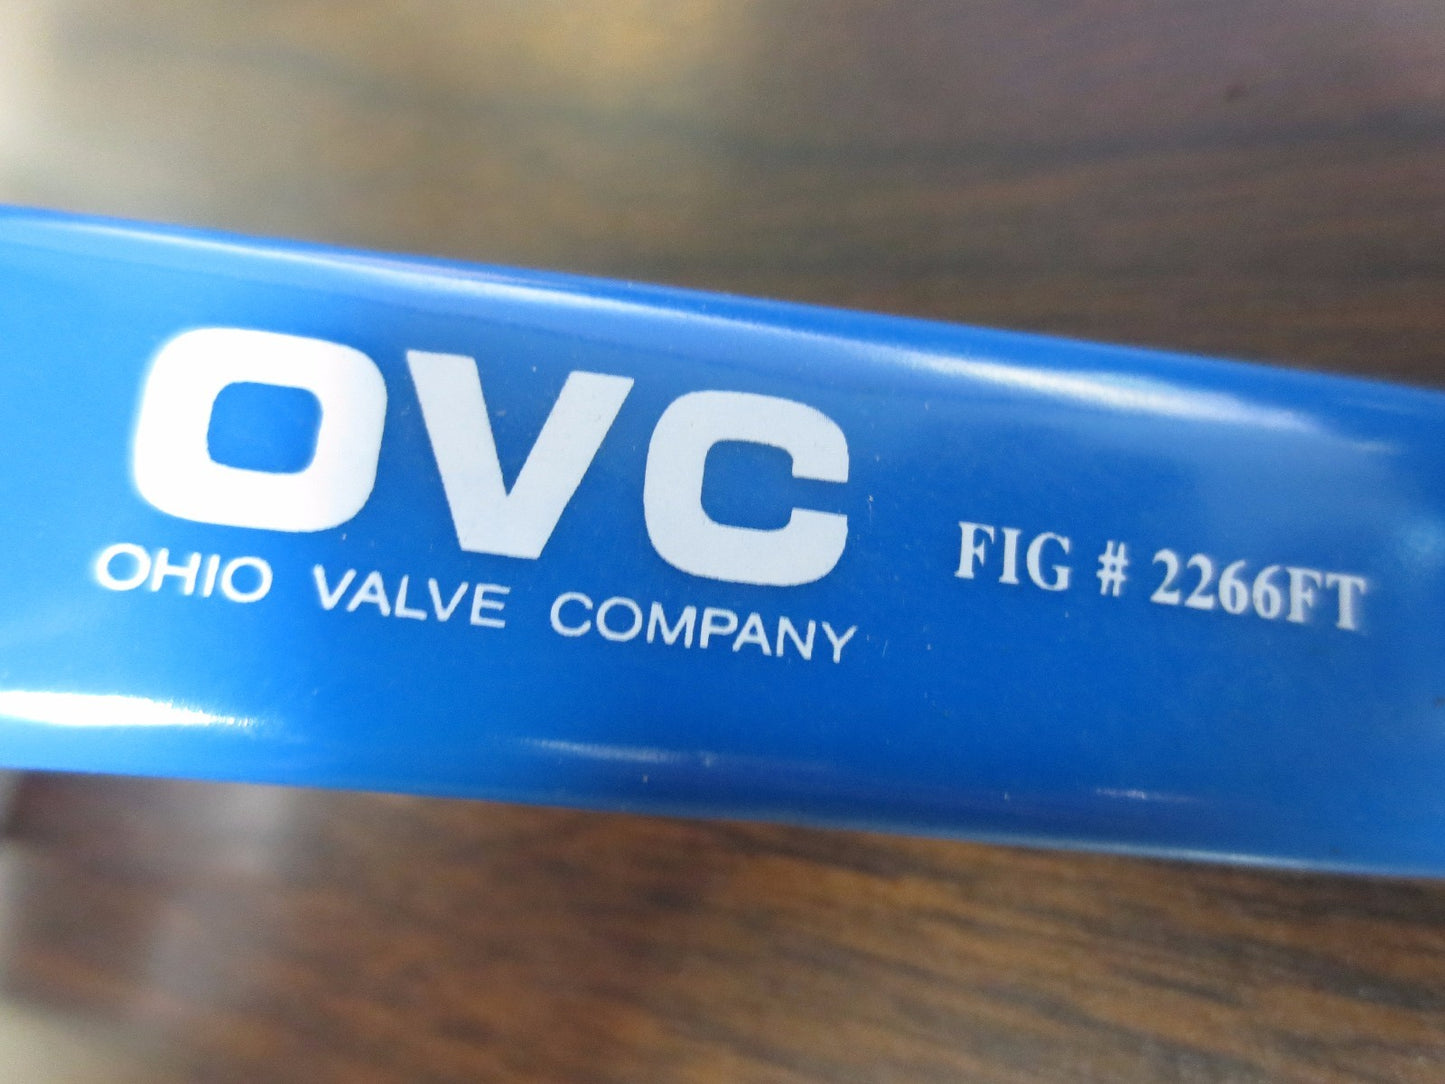 OVC
OHIO VALVE COMPANY
FIG # 2266FT